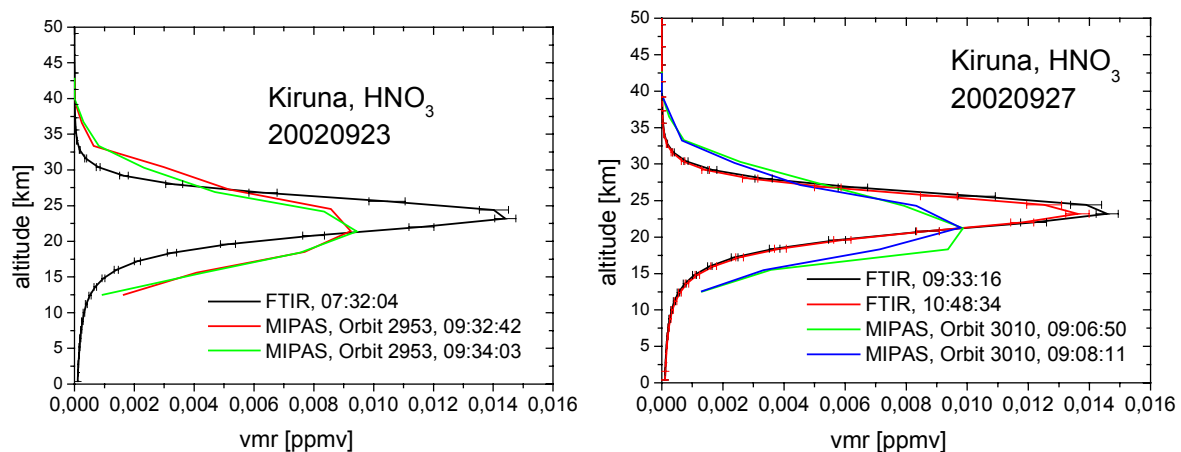 50
45
40
35
30
25
20
15
10
5
0
altitude [km]
Kiruna, HNO3
20020923
FTIR, 07:32:04
MIPAS, Orbit 2953, 09:32:42
MIPAS, Orbit 2953, 09:34:03
0,000 0,002 0,004 0,006 0,008 0,010 0,012 0,014 0,016
vmr [ppmv]
50
45
40
35
30
25
20
15
10
5
0
altitude [km]
Kiruna, HNO3
20020927
FTIR, 09:33:16
FTIR, 10:48:34
MIPAS, Orbit 3010, 09:06:50
MIPAS, Orbit 3010, 09:08:11
0,000 0,002 0,004 0,006 0,008 0,010 0,012 0,014 0,016
vmr [ppmv]